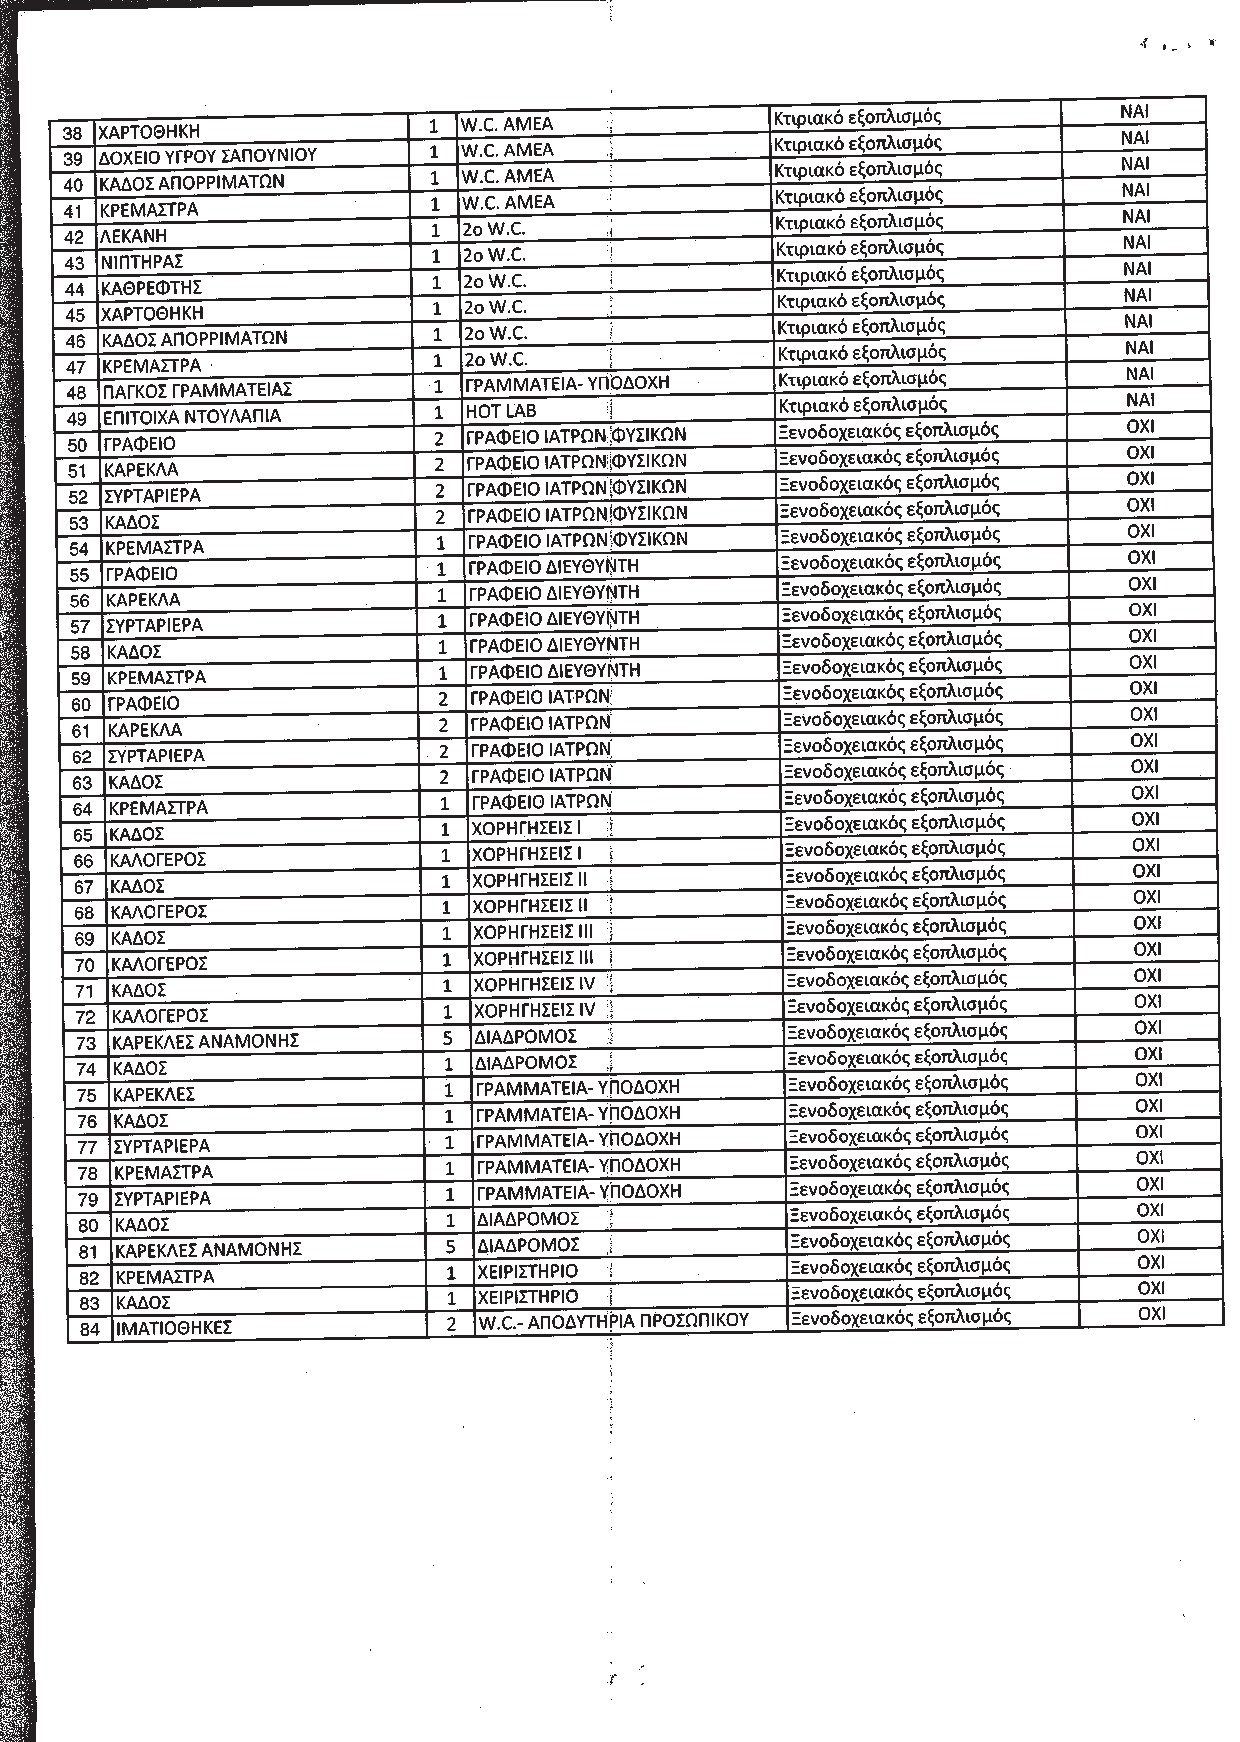 38 ΧΑΡΤΟΘΗΚΗ 1 W.C. ΑΜΕΑ Κτιριακό εξοπλισμός ΝΑΙ
39 ΔΟΧΕΙΟ ΥΓΡΟΥ ΣΑΠΟΥΝΙΟΥ 1 W.C. ΑΜΕΑ Κτιριακό εξοπλισμός ΝΑΙ
40 ΚΑΔΟΣ ΑΠΟΡΡΙΜΑΤΩΝ 1 W.C. ΑΜΕΑ Κτιριακό εξοπλισμός ΝΑΙ
41 ΚΡΕΜΑΣΤΡΑ 1 W.C. ΑΜΕΑ Κτιριακό εξοπλισμός ΝΑΙ
42 ΛΕΚΑΝΗ 1 2ο W.C. Κτιριακό εξοπλισμός ΝΑΙ
43 ΝΙΠΤΗΡΑΣ 1 2ο W.C. Κτιριακό εξοπλισμός ΝΑΙ
44 ΚΑΘΡΕΦΤΗΣ 1 2ο W.C. Κτιριακό εξοπλισμός ΝΑΙ
45 ΧΑΡΤΟΘΗΚΗ 1 2ο W.C. Κτιριακό εξοπλισμός ΝΑΙ
46 ΚΑΔΟΣ ΑΠΟΡΡΙΜΑΤΩΝ 1 2ο W.C. Κτιριακό εξοπλισμός ΝΑΙ
47 ΚΡΕΜΑΣΤΡΑ 1 2ο W.C. Κτιριακό εξοπλισμός ΝΑΙ
48 ΠΑΓΚΟΣ ΓΡΑΜΜΑΤΕΙΑΣ 1 ΓΡΑΜΜΑΤΕΙΑ- ΥΠΟΔΟΧΗ Κτιριακό εξοπλισμός ΝΑΙ
49 ΕΠΙΤΟΙΧΑ ΝΤΟΥΛΑΠΙΑ 1 HOT LAB Κτιριακό εξοπλισμός ΝΑΙ
50 ΓΡΑΦΕΙΟ 2 ΓΡΑΦΕΙΟ ΙΑΤΡΩΝ ΦΥΣΙΚΩΝ Ξενοδοχειακός εξοπλισμός ΟΧΙ
51 ΚΑΡΕΚΛΑ 2 ΓΡΑΦΕΙΟ ΙΑΤΡΩΝ ΦΥΣΙΚΩΝ Ξενοδοχειακός εξοπλισμός ΟΧΙ
52 ΣΥΡΤΑΡΙΕΡΑ 2 ΓΡΑΦΕΙΟ ΙΑΤΡΩΝ ΦΥΣΙΚΩΝ Ξενοδοχειακός εξοπλισμός ΟΧΙ
53 ΚΑΔΟΣ 2 ΓΡΑΦΕΙΟ ΙΑΤΡΩΝ ΦΥΣΙΚΩΝ Ξενοδοχειακός εξοπλισμός ΟΧΙ
54 ΚΡΕΜΑΣΤΡΑ 1 ΓΡΑΦΕΙΟ ΙΑΤΡΩΝ ΦΥΣΙΚΩΝ Ξενοδοχειακός εξοπλισμός ΟΧΙ
55 ΓΡΑΦΕΙΟ 1 ΓΡΑΦΕΙΟ ΔΙΕΥΘΥΝΤΗ Ξενοδοχειακός εξοπλισμός ΟΧΙ
56 ΚΑΡΕΚΛΑ 1 ΓΡΑΦΕΙΟ ΔΙΕΥΘΥΝΤΗ Ξενοδοχειακός εξοπλισμός ΟΧΙ
57 ΣΥΡΤΑΡΙΕΡΑ 1 ΓΡΑΦΕΙΟ ΔΙΕΥΘΥΝΤΗ Ξενοδοχειακός εξοπλισμός ΟΧΙ
58 ΚΑΔΟΣ 1 ΓΡΑΦΕΙΟ ΔΙΕΥΘΥΝΤΗ Ξενοδοχειακός εξοπλισμός ΟΧΙ
59 ΚΡΕΜΑΣΤΡΑ 1 ΓΡΑΦΕΙΟ ΔΙΕΥΘΥΝΤΗ Ξενοδοχειακός εξοπλισμός ΟΧΙ
60 ΓΡΑΦΕΙΟ 2 ΓΡΑΦΕΙΟ ΙΑΤΡΩΝ Ξενοδοχειακός εξοπλισμός ΟΧΙ
61 ΚΑΡΕΚΛΑ 2 ΓΡΑΦΕΙΟ ΙΑΤΡΩΝ Ξενοδοχειακός εξοπλισμός ΟΧΙ
62 ΣΥΡΤΑΡΙΕΡΑ 2 ΓΡΑΦΕΙΟ ΙΑΤΡΩΝ Ξενοδοχειακός εξοπλισμός ΟΧΙ
63 ΚΑΔΟΣ 2 ΓΡΑΦΕΙΟ ΙΑΤΡΩΝ Ξενοδοχειακός εξοπλισμός ΟΧΙ
64 ΚΡΕΜΑΣΤΡΑ 1 ΓΡΑΦΕΙΟ ΙΑΤΡΩΝ Ξενοδοχειακός εξοπλισμός ΟΧΙ
65 ΚΑΔΟΣ 1 ΧΟΡΗΓΗΣΕΙΣ Ι Ξενοδοχειακός εξοπλισμός ΟΧΙ
66 ΚΑΛΟΓΕΡΟΣ 1 ΧΟΡΗΓΗΣΕΙΣ Ι Ξενοδοχειακός εξοπλισμός ΟΧΙ
67 ΚΑΔΟΣ 1 ΧΟΡΗΓΗΣΕΙΣ ΙΙ Ξενοδοχειακός εξοπλισμός ΟΧΙ
68 ΚΑΛΟΓΕΡΟΣ 1 ΧΟΡΗΓΗΣΕΙΣ ΙΙ Ξενοδοχειακός εξοπλισμός ΟΧΙ
69 ΚΑΔΟΣ 1 ΧΟΡΗΓΗΣΕΙΣ ΙΙΙ Ξενοδοχειακός εξοπλισμός ΟΧΙ
70 ΚΑΛΟΓΕΡΟΣ 1 ΧΟΡΗΓΗΣΕΙΣ ΙΙΙ Ξενοδοχειακός εξοπλισμός ΟΧΙ
71 ΚΑΔΟΣ 1 ΧΟΡΗΓΗΣΕΙΣ IV Ξενοδοχειακός εξοπλισμός ΟΧΙ
72 ΚΑΛΟΓΕΡΟΣ 1 ΧΟΡΗΓΗΣΕΙΣ IV Ξενοδοχειακός εξοπλισμός ΟΧΙ
73 ΚΑΡΕΚΛΕΣ ΑΝΑΜΟΝΗΣ 5 ΔΙΑΔΡΟΜΟΣ Ξενοδοχειακός εξοπλισμός ΟΧΙ
74 ΚΑΔΟΣ 1 ΔΙΑΔΡΟΜΟΣ Ξενοδοχειακός εξοπλισμός ΟΧΙ
75 ΚΑΡΕΚΛΕΣ 1 ΓΡΑΜΜΑΤΕΙΑ- ΥΠΟΔΟΧΗ Ξενοδοχειακός εξοπλισμός ΟΧΙ
76 ΚΑΔΟΣ 1 ΓΡΑΜΜΑΤΕΙΑ- ΥΠΟΔΟΧΗ Ξενοδοχειακός εξοπλισμός ΟΧΙ
77 ΣΥΡΤΑΡΙΕΡΑ 1 ΓΡΑΜΜΑΤΕΙΑ- ΥΠΟΔΟΧΗ Ξενοδοχειακός εξοπλισμός ΟΧΙ
78 ΚΡΕΜΑΣΤΡΑ 1 ΓΡΑΜΜΑΤΕΙΑ- ΥΠΟΔΟΧΗ Ξενοδοχειακός εξοπλισμός ΟΧΙ
79 ΣΥΡΤΑΡΙΕΡΑ 1 ΓΡΑΜΜΑΤΕΙΑ- ΥΠΟΔΟΧΗ Ξενοδοχειακός εξοπλισμός ΟΧΙ
80 ΚΑΔΟΣ 1 ΔΙΑΔΡΟΜΟΣ Ξενοδοχειακός εξοπλισμός ΟΧΙ
81 ΚΑΡΕΚΛΕΣ ΑΝΑΜΟΝΗΣ 5 ΔΙΑΔΡΟΜΟΣ Ξενοδοχειακός εξοπλισμός ΟΧΙ
82 ΚΡΕΜΑΣΤΡΑ 1 ΧΕΙΡΙΣΤΗΡΙΟ Ξενοδοχειακός εξοπλισμός ΟΧΙ
83 ΚΑΔΟΣ 1 ΧΕΙΡΙΣΤΗΡΙΟ Ξενοδοχειακός εξοπλισμός ΟΧΙ
84 ΙΜΑΤΙΟΘΗΚΕΣ 2 W.C.- ΑΠΟΔΥΤΗΡΙΑ ΠΡΟΣΩΠΙΚΟΥ Ξενοδοχειακός εξοπλισμός ΟΧΙ